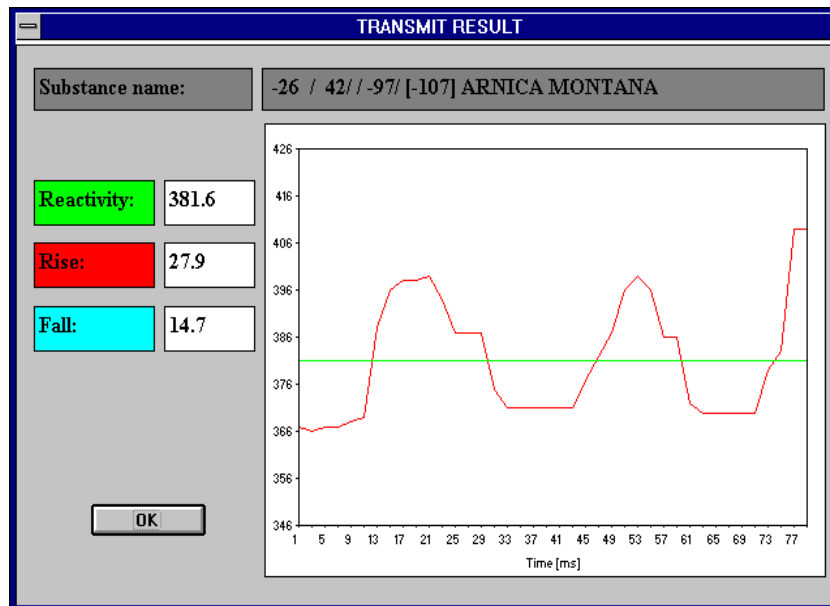 TRANSMIT RESULT
Substance name:
-26 / 42/ / -97/ [-107] ARNICA MONTANA
Reactivity:
381.6
Rise:
27.9
Fall:
14.7
OK
426
416
406
396
386
376
366
356
346
1 5 9 13 17 21 25 29 33 37 41 45 49 53 57 61 65 69 73 77
Time [ms]